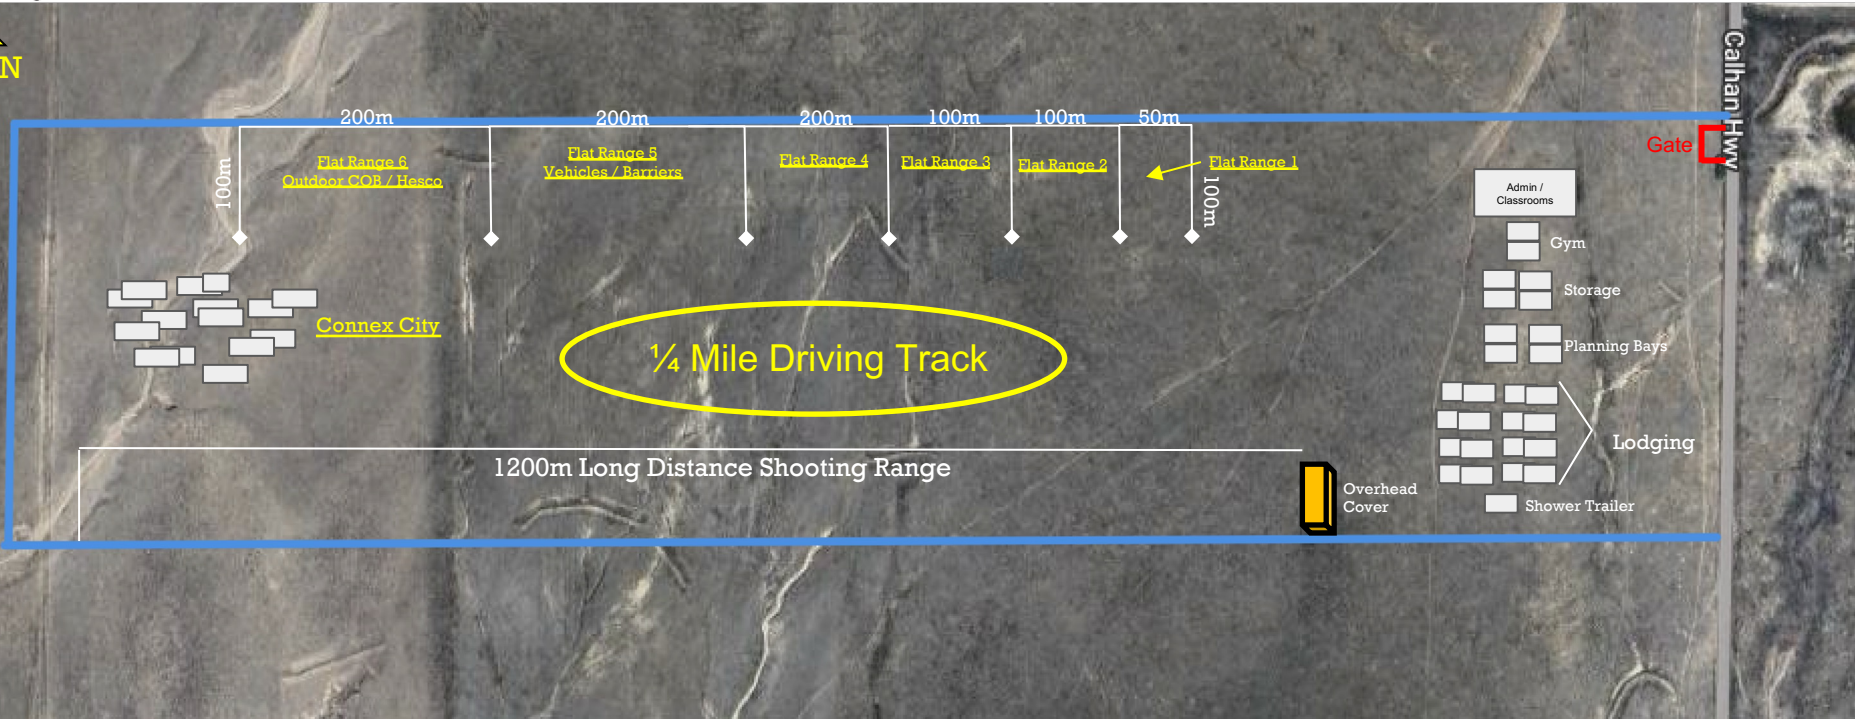 N
Calhan Hwy
200m
200m
200m
100m
100m
50m
Gate
Flat Range 6
Outdoor COB / Hesco
Flat Range 5
Vehicles / Barriers
Flat Range 4
Flat Range 3
Flat Range 2
Flat Range 1
100m
100m
Admin /
Classrooms
Gym
Storage
Connex City
¼ Mile Driving Track
Planning Bays
Lodging
1200m Long Distance Shooting Range
Overhead
Cover
Shower Trailer